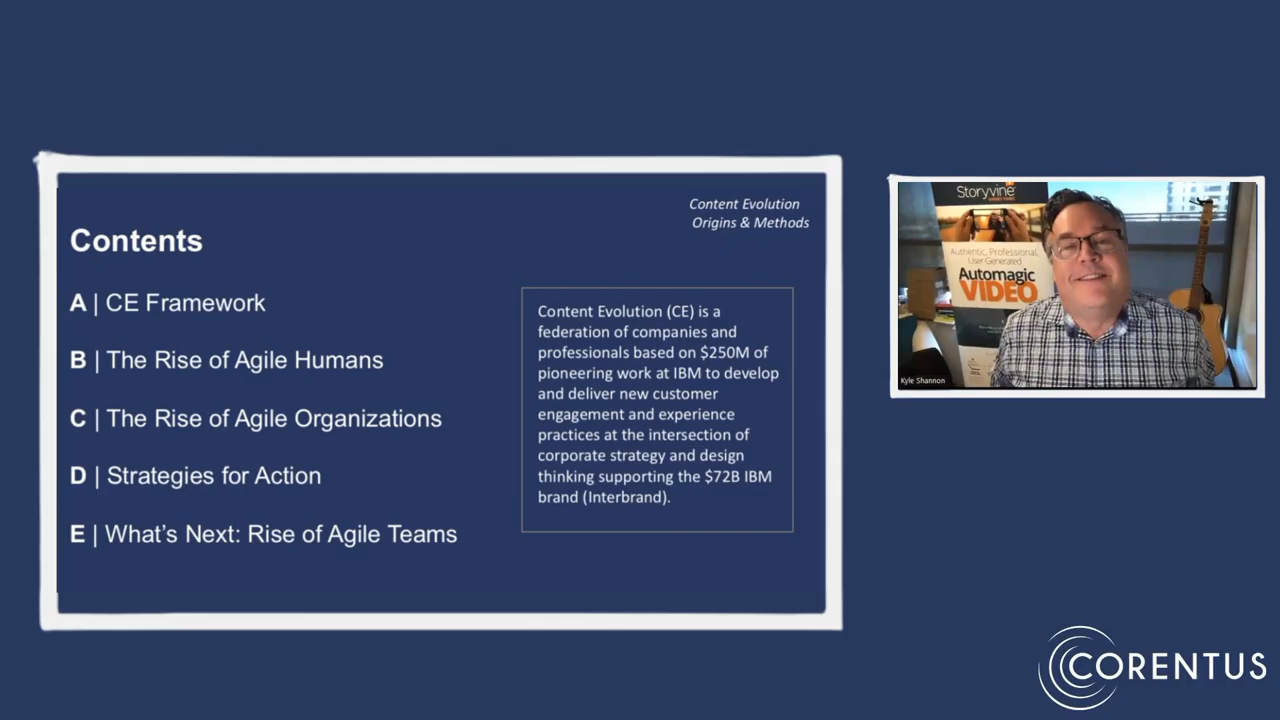 Content Evolution
Origins & Methods
Contents
A | CE Framework
B | The Rise of Agile Humans
C | The Rise of Agile Organizations
D | Strategies for Action
E | What's Next: Rise of Agile Teams
Content Evolution (CE) is a
federation of companies and
professionals based on $250M of
pioneering work at IBM to develop
and deliver new customer
engagement and experience
practices at the intersection of
corporate strategy and design
thinking supporting the $72B IBM
brand (Interbrand).
Storyvine
Authentic, Professional,
User Generated
Automagic
VIDEO
Kyle Shannon
CORENTUS